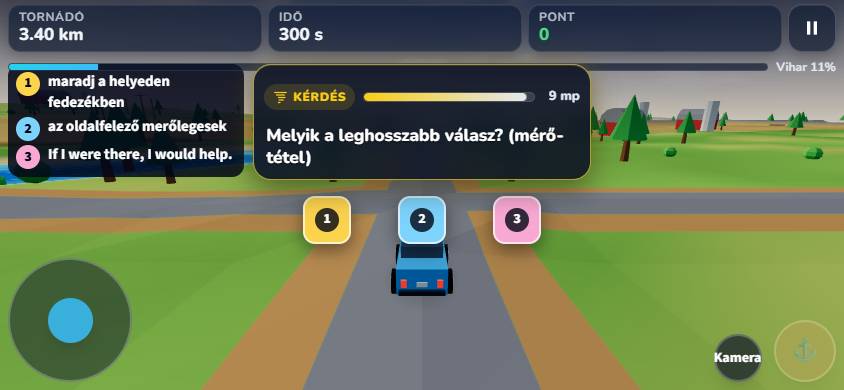 TORNÁDÓ
3.40 km
IDŐ
300 s
PONT
0
Vihar 11%
1 maradj a helyeden
fedezékben
2 az oldalfelező merőlegesek
3 If I were there, I would help.
KÉRDÉS
9 mp
Melyik a leghosszabb válasz? (mérő-
tétel)
1
2
3
Kamera